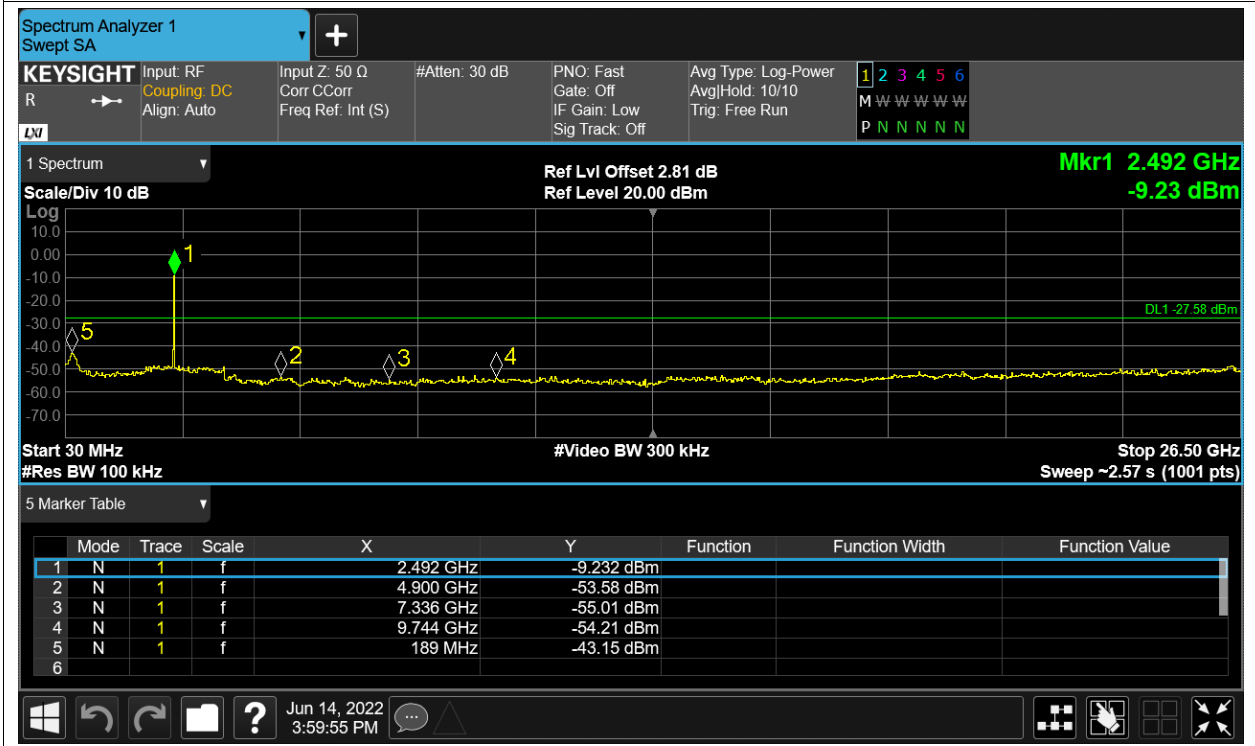 Spectrum Analyzer 1
Swept SA
+
KEYSIGHT
R
LXI
Input: RF
Coupling: DC
Align: Auto
Input Z: 50 Ω
Corr CCorr
Freq Ref: Int (S)
#Atten: 30 dB
PNO: Fast
Gate: Off
IF Gain: Low
Sig Track: Off
Avg Type: Log-Power
Avg|Hold: 10/10
Trig: Free Run
1 2 3 4 5 6
M W W W W W
P N N N N N
1 Spectrum
Scale/Div 10 dB
Ref Lvl Offset 2.81 dB
Ref Level 20.00 dBm
Mkr1 2.492 GHz
-9.23 dBm
Log
10.0
0.00
-10.0
-20.0
-30.0
-40.0
-50.0
-60.0
-70.0
1
5
2
3
4
DL1 -27.58 dBm
Start 30 MHz
#Res BW 100 kHz
#Video BW 300 kHz
Stop 26.50 GHz
Sweep ~2.57 s (1001 pts)
5 Marker Table
Mode Trace Scale X Y Function Function Width Function Value
1 N 1 f 2.492 GHz -9.232 dBm
2 N 1 f 4.900 GHz -53.58 dBm
3 N 1 f 7.336 GHz -55.01 dBm
4 N 1 f 9.744 GHz -54.21 dBm
5 N 1 f 189 MHz -43.15 dBm
6
?
Jun 14, 2022
3:59:55 PM